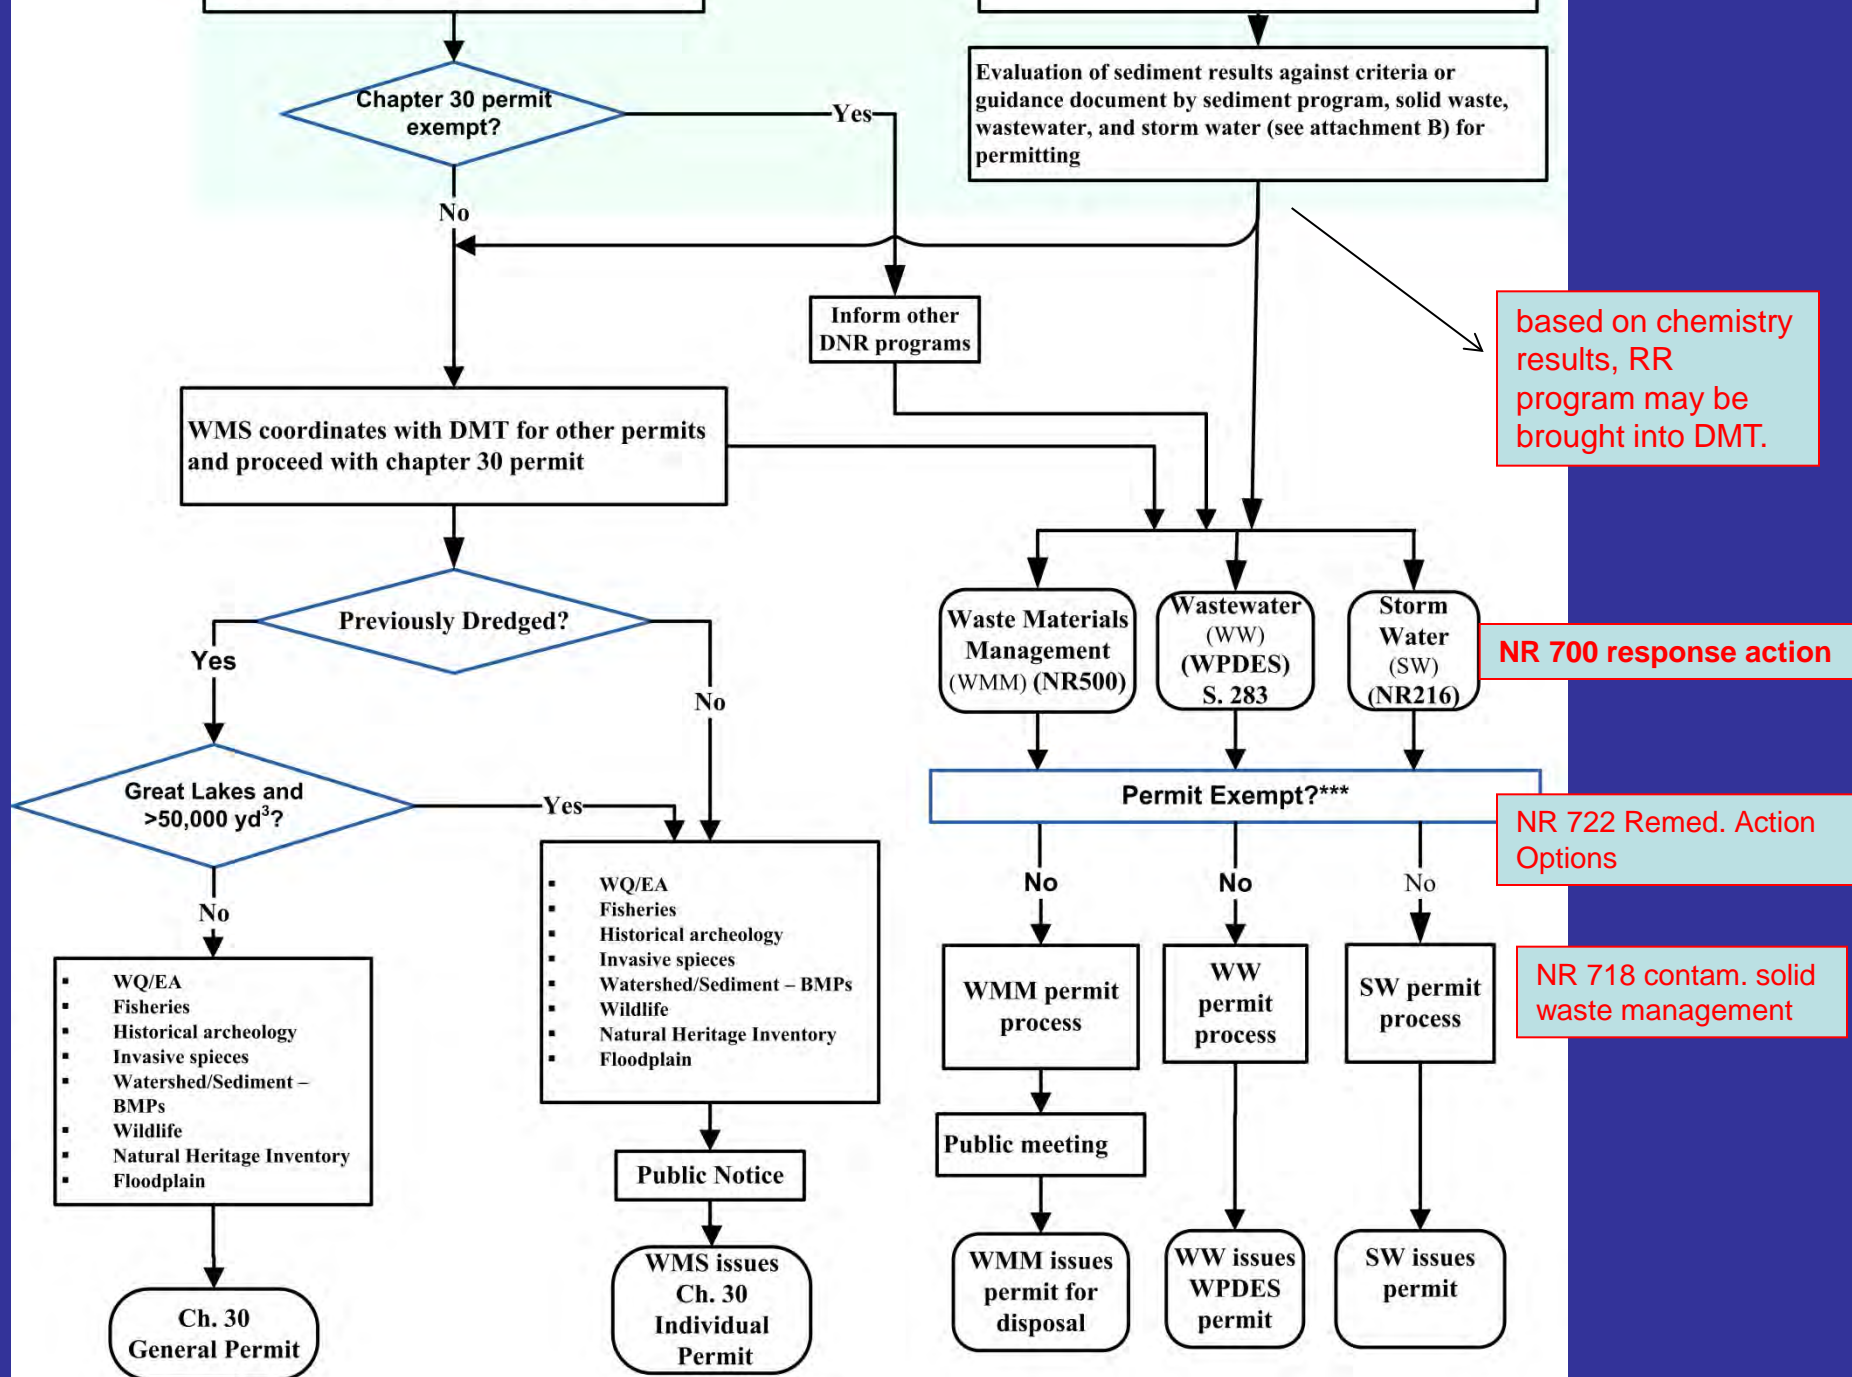 Chapter 30 permit
exempt?
Yes
No
Evaluation of sediment results against criteria or
guidance document by sediment program, solid waste,
wastewater, and storm water (see attachment B) for
permitting
Inform other
DNR programs
based on chemistry
results, RR
program may be
brought into DMT.
WMS coordinates with DMT for other permits
and proceed with chapter 30 permit
Previously Dredged?
Yes
No
Great Lakes and
>50,000 yd³?
Yes
No
Waste Materials
Management
(WMM) (NR500)
Wastewater
(WW)
(WPDES)
S. 283
Storm
Water
(SW)
(NR216)
NR 700 response action
Permit Exempt?***
NR 722 Remed. Action
Options
No
No
No
▪ WQ/EA
▪ Fisheries
▪ Historical archeology
▪ Invasive spieces
▪ Watershed/Sediment – BMPs
▪ Wildlife
▪ Natural Heritage Inventory
▪ Floodplain
▪ WQ/EA
▪ Fisheries
▪ Historical archeology
▪ Invasive spieces
▪ Watershed/Sediment –
BMPs
▪ Wildlife
▪ Natural Heritage Inventory
▪ Floodplain
WMM permit
process
WW
permit
process
SW permit
process
NR 718 contam. solid
waste management
Public meeting
Public Notice
Ch. 30
General Permit
WMS issues
Ch. 30
Individual
Permit
WMM issues
permit for
disposal
WW issues
WPDES
permit
SW issues
permit